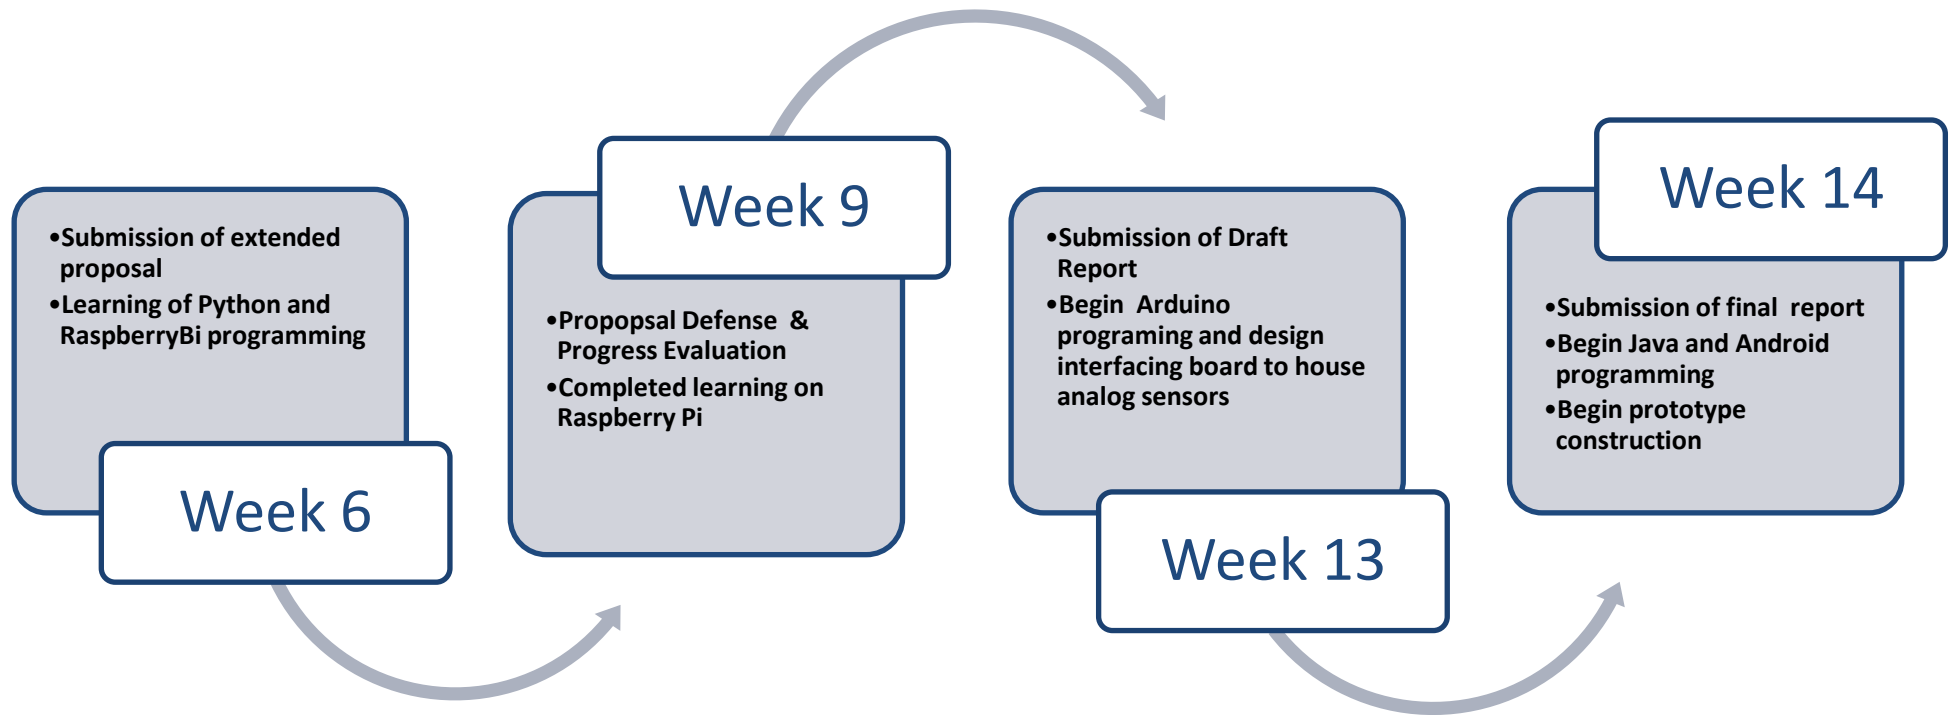 •Submission of extended
proposal
•Learning of Python and
RaspberryBi programming
Week 6
Week 9
•Propopsal Defense &
Progress Evaluation
•Completed learning on
Raspberry Pi
•Submission of Draft
Report
•Begin Arduino
programing and design
interfacing board to house
analog sensors
Week 13
Week 14
•Submission of final report
•Begin Java and Android
programming
•Begin prototype
construction